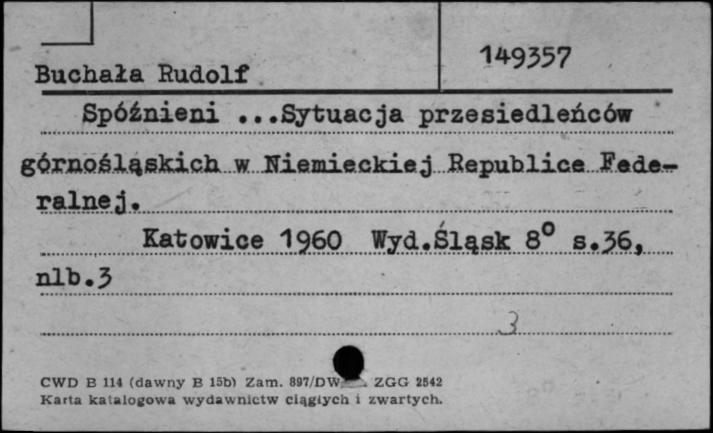 149357
Buchała Rudolf
Spóźnieni ...Sytuacja przesiedleńców
górnośląskich w Niemieckiej Republice Fede-
ralnej.
Katowice 1960 Wyd.Śląsk 8° s.36,
nlb.3
3
CWD B 114 (dawny B 15b) Zam. 897/DW ZGG 2542
Karta katalogowa wydawnictw ciągłych i zwartych.